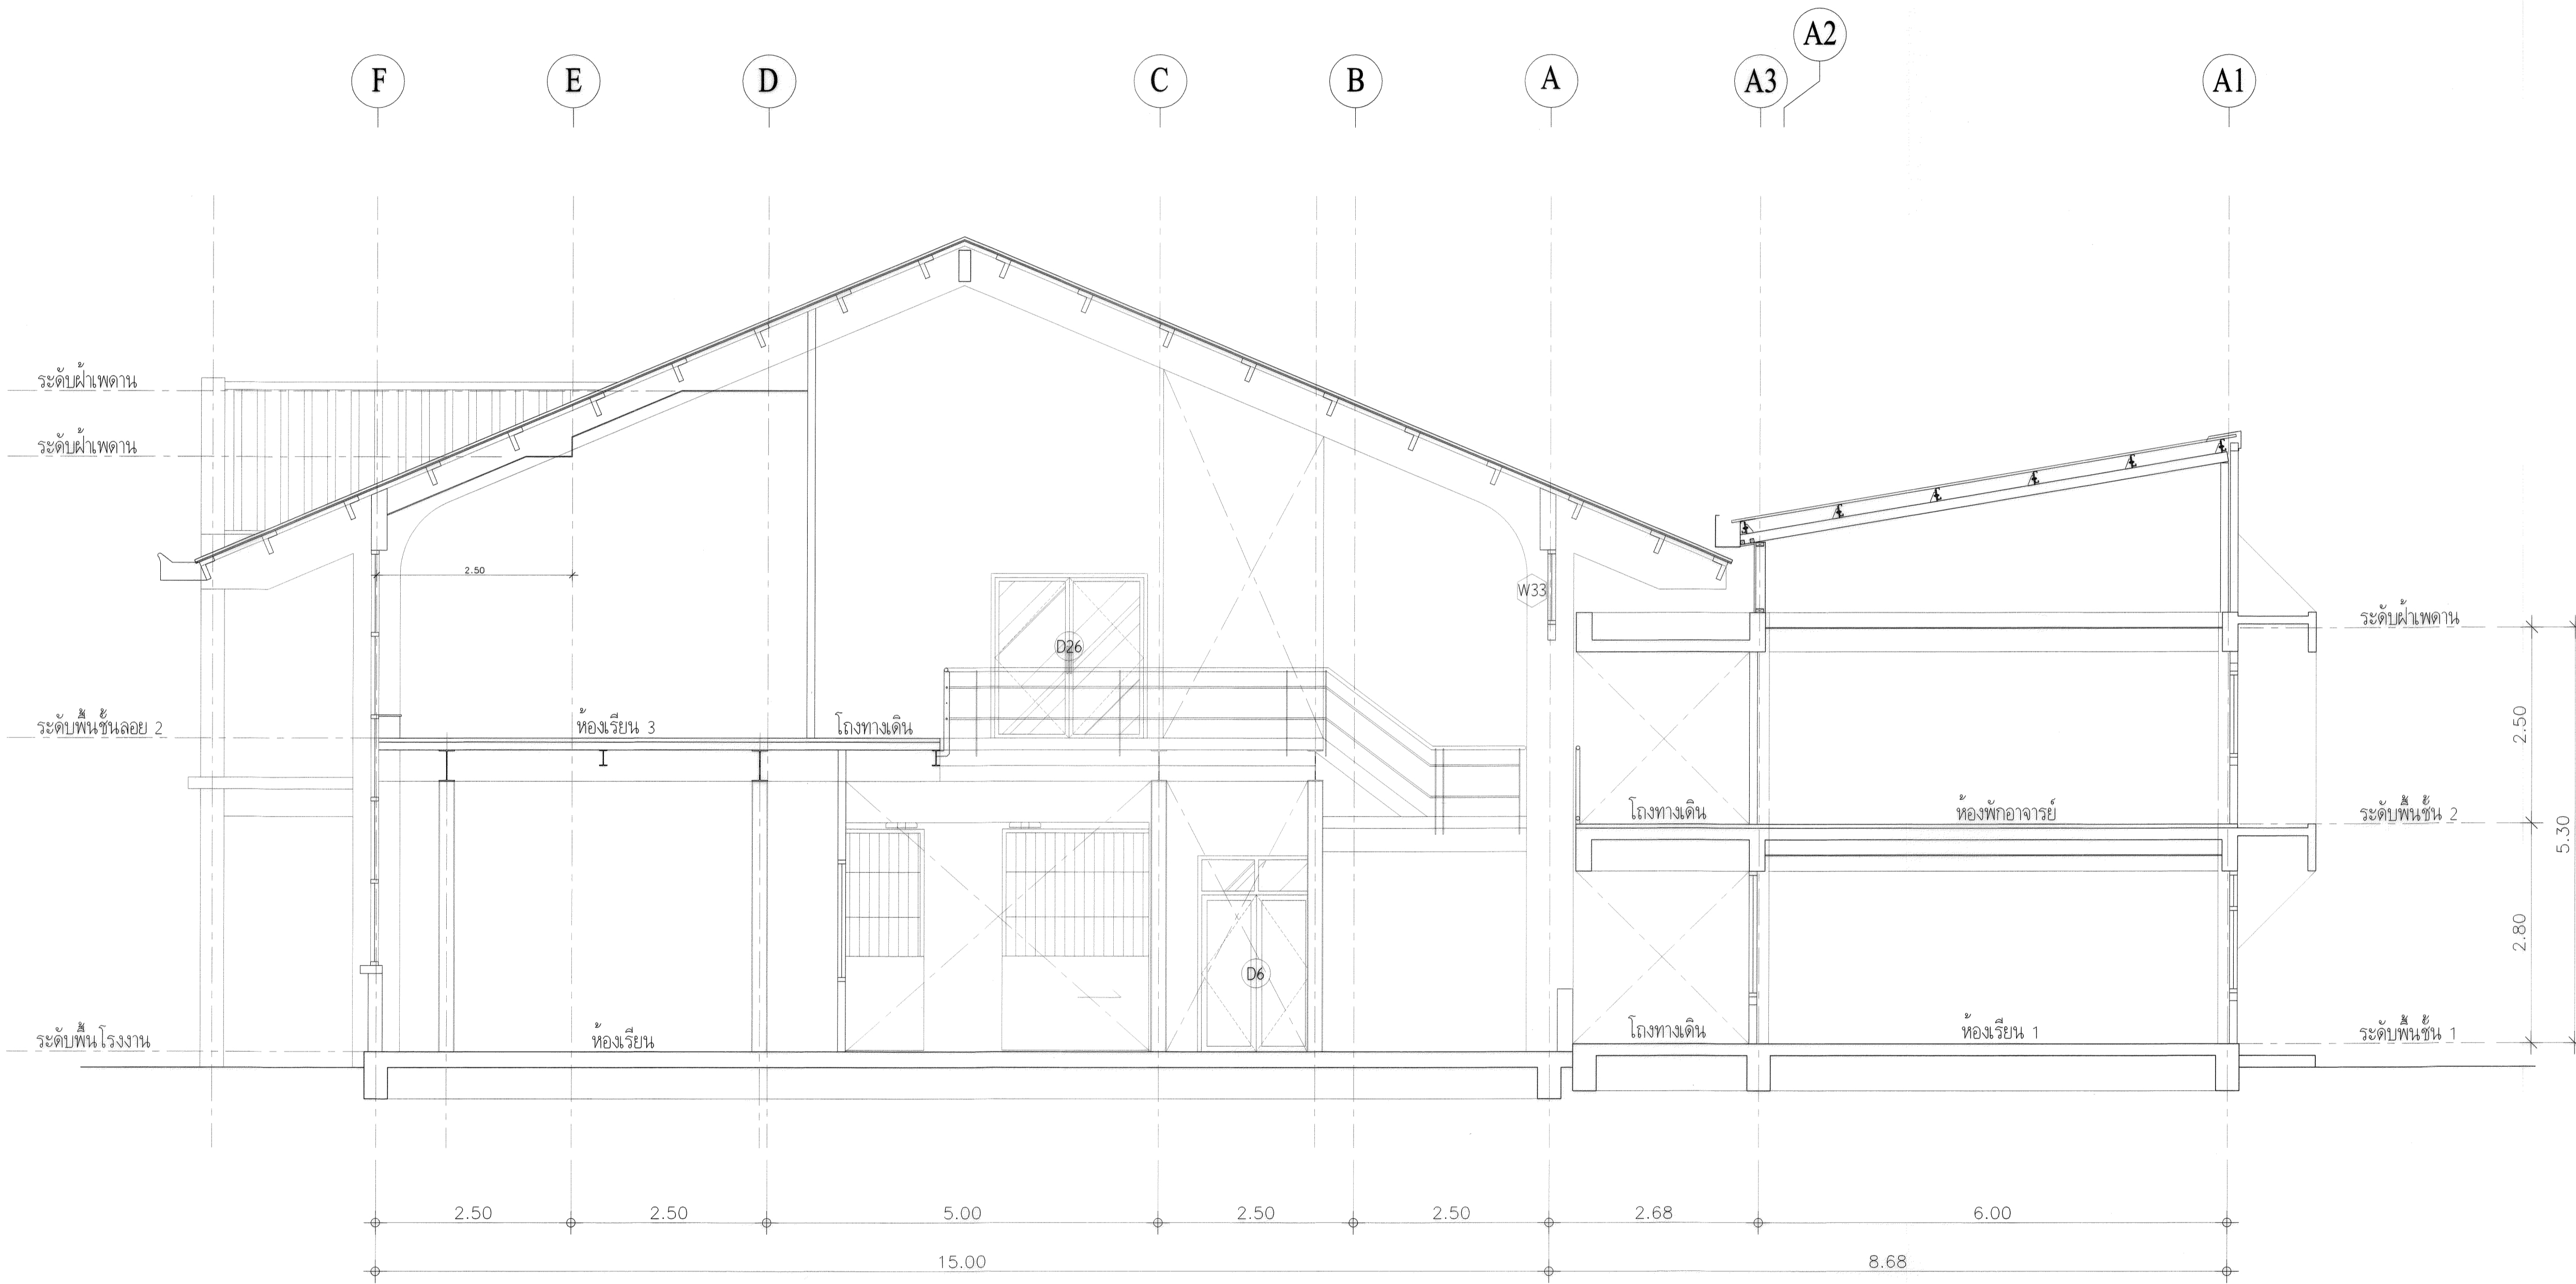 A2
F
E
D
C
B
A
A3
A1
ระดับฝ้าเพดาน
ระดับฝ้าเพดาน
2.50
W33
ระดับฝ้าเพดาน
D26
ระดับพื้นชั้นลอย 2
ห้องเรียน 3
โถงทางเดิน
2.50
โถงทางเดิน
ห้องพักอาจารย์
ระดับพื้นชั้น 2
5.30
2.80
D6
ระดับพื้นโรงงาน
ห้องเรียน
โถงทางเดิน
ห้องเรียน 1
ระดับพื้นชั้น 1
2.50
2.50
5.00
2.50
2.50
2.68
6.00
15.00
8.68